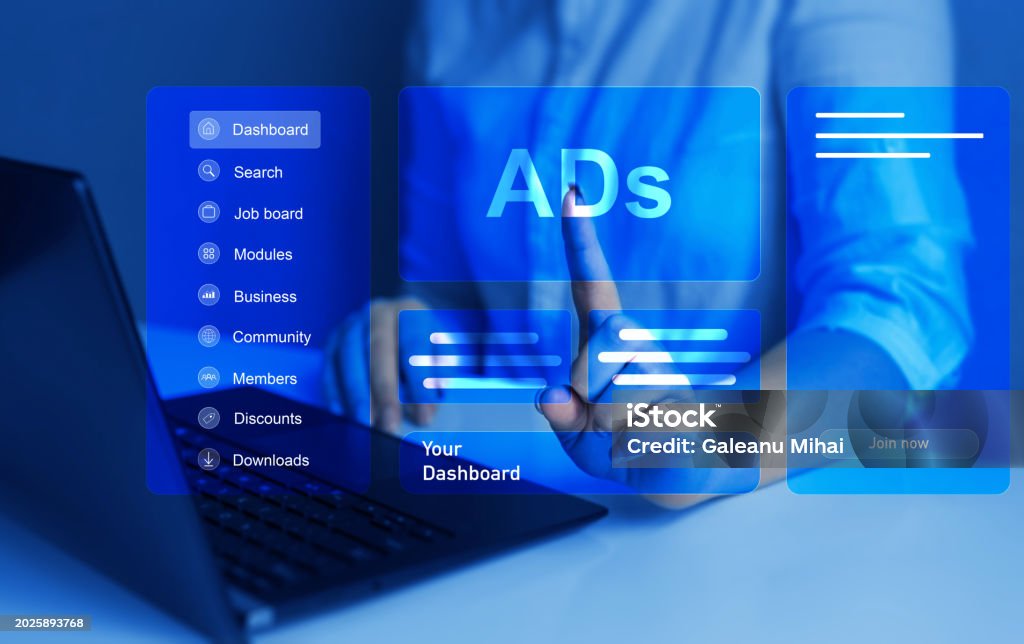 Dashboard
Search
Job board
Modules
Business
Community
Members
Discounts
Downloads
ADs
Your
Dashboard
Join now
iStock™
Credit: Galeanu Mihai
2025893768